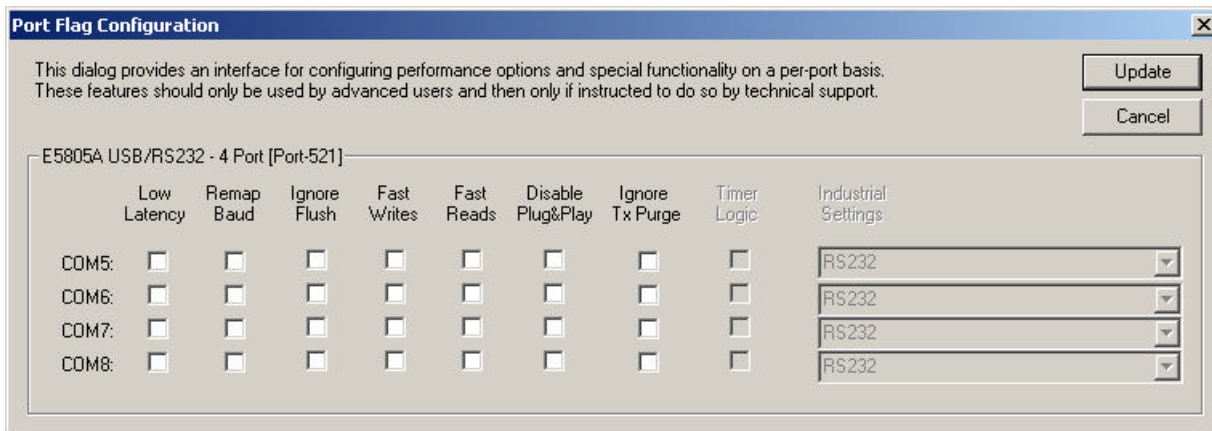 Port Flag Configuration
This dialog provides an interface for configuring performance options and special functionality on a per-port basis.
These features should only be used by advanced users and then only if instructed to do so by technical support.
Update
Cancel
E5805A USB/RS232 - 4 Port [Port-521]
Low Remap Ignore Fast Fast Disable Ignore Timer Industrial
Latency Baud Flush Writes Reads Plug&Play Tx Purge Logic Settings
COM5: RS232
COM6: RS232
COM7: RS232
COM8: RS232